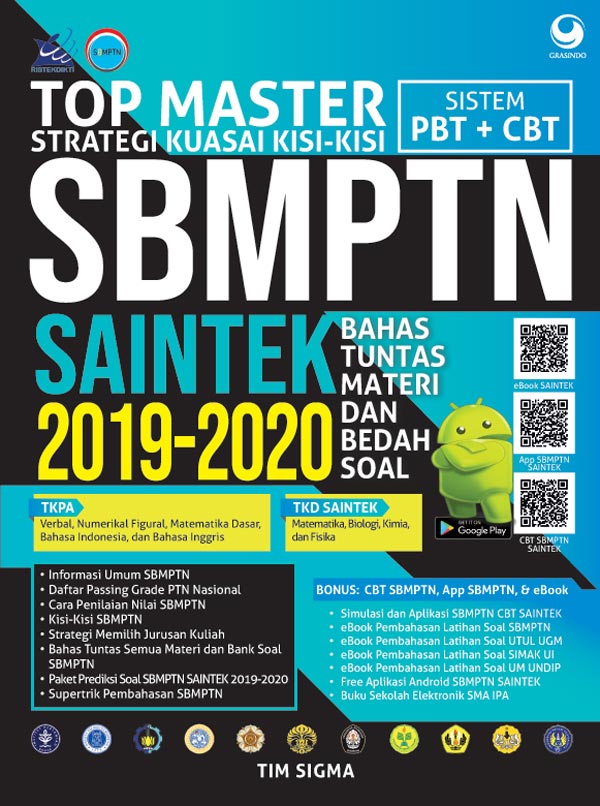 RISTEKDIKTI
SBMPTN
GRASINDO
TOP MASTER
STRATEGI KUASAI KISI-KISI
SISTEM
PBT + CBT
SBMPTN
SAINTEK
2019-2020
BAHAS
TUNTAS
MATERI
DAN
BEDAH
SOAL
eBook SAINTEK
App SBMPTN
SAINTEK
CBT SBMPTN
SAINTEK
GET IT ON
Google Play
TKPA
Verbal, Numerikal Figural, Matematika Dasar,
Bahasa Indonesia, dan Bahasa Inggris
TKD SAINTEK
Matematika, Biologi, Kimia,
dan Fisika
• Informasi Umum SBMPTN
• Daftar Passing Grade PTN Nasional
• Cara Penilaian Nilai SBMPTN
• Kisi-Kisi SBMPTN
• Strategi Memilih Jurusan Kuliah
• Bahas Tuntas Semua Materi dan Bank Soal
SBMPTN
• Paket Prediksi Soal SBMPTN SAINTEK 2019-2020
• Supertrik Pembahasan SBMPTN
BONUS: CBT SBMPTN, App SBMPTN, & eBook
• Simulasi dan Aplikasi SBMPTN CBT SAINTEK
• eBook Pembahasan Latihan Soal SBMPTN
• eBook Pembahasan Latihan Soal UTUL UGM
• eBook Pembahasan Latihan Soal SIMAK UI
• eBook Pembahasan Latihan Soal UM UNDIP
• Free Aplikasi Android SBMPTN SAINTEK
• Buku Sekolah Elektronik SMA IPA
TIM SIGMA